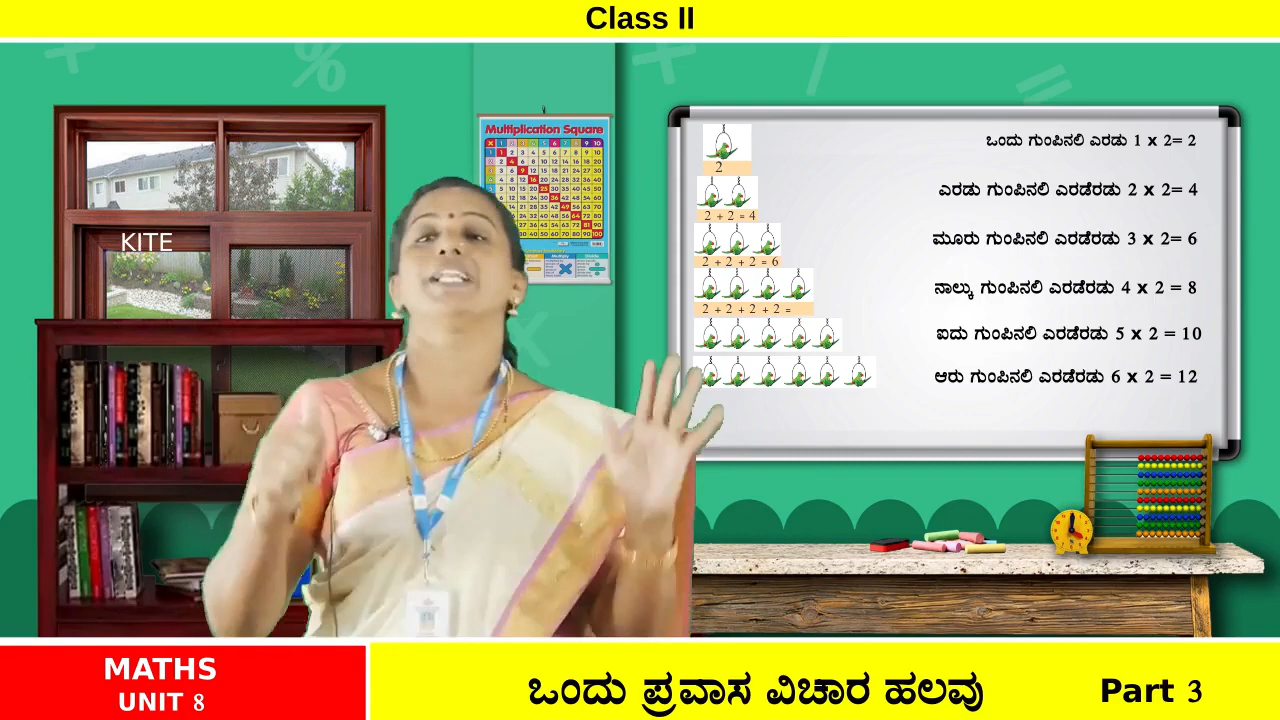 Class II
Multiplication Square
KITE
2
2 + 2 = 4
2 + 2 + 2 = 6
2 + 2 + 2 + 2 =
ಒಂದು ಗುಂಪಿನಲಿ ಎರಡು 1 x 2= 2
ಎರಡು ಗುಂಪಿನಲಿ ಎರಡೆರಡು 2 x 2= 4
ಮೂರು ಗುಂಪಿನಲಿ ಎರಡೆರಡು 3 x 2= 6
ನಾಲ್ಕು ಗುಂಪಿನಲಿ ಎರಡೆರಡು 4 x 2 = 8
ಐದು ಗುಂಪಿನಲಿ ಎರಡೆರಡು 5 x 2 = 10
ಆರು ಗುಂಪಿನಲಿ ಎರಡೆರಡು 6 x 2 = 12
MATHS
UNIT 8
ಒಂದು ಪ್ರವಾಸ ವಿಚಾರ ಹಲವು
Part 3